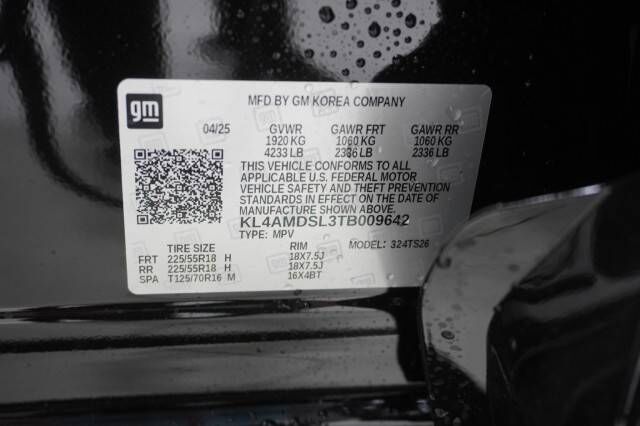 gm
MFD BY GM KOREA COMPANY
04/25 GVWR GAWR FRT GAWR RR
1920 KG 1060 KG 1060 KG
4233 LB 2336 LB 2336 LB
THIS VEHICLE CONFORMS TO ALL
APPLICABLE U.S. FEDERAL MOTOR
VEHICLE SAFETY AND THEFT PREVENTION
STANDARDS IN EFFECT ON THE DATE OF
MANUFACTURE SHOWN ABOVE.
KL4AMDSL3TB009642
TYPE: MPV MODEL: 324TS26
TIRE SIZE RIM
FRT 225/55R18 H 18X7.5J
RR 225/55R18 H 18X7.5J
SPA T125/70R16 M 16X4BT